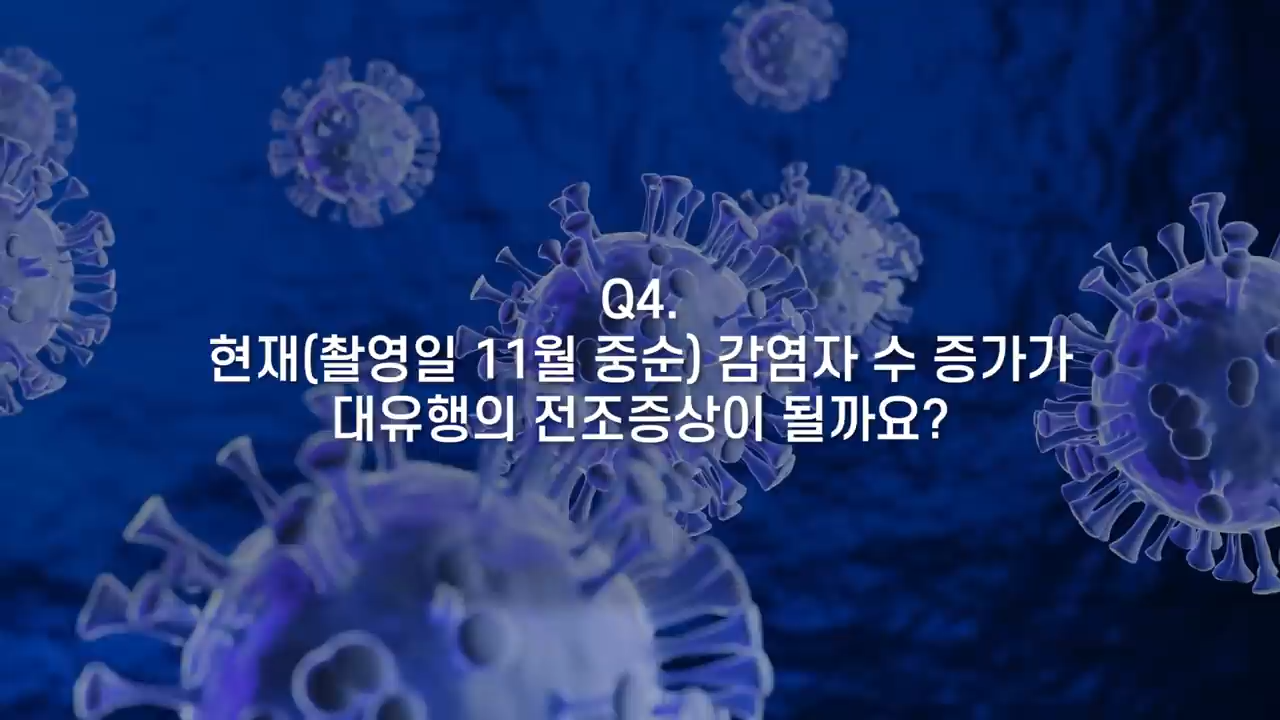 Q4.
현재(촬영일 11월 중순) 감염자 수 증가가
대유행의 전조증상이 될까요?